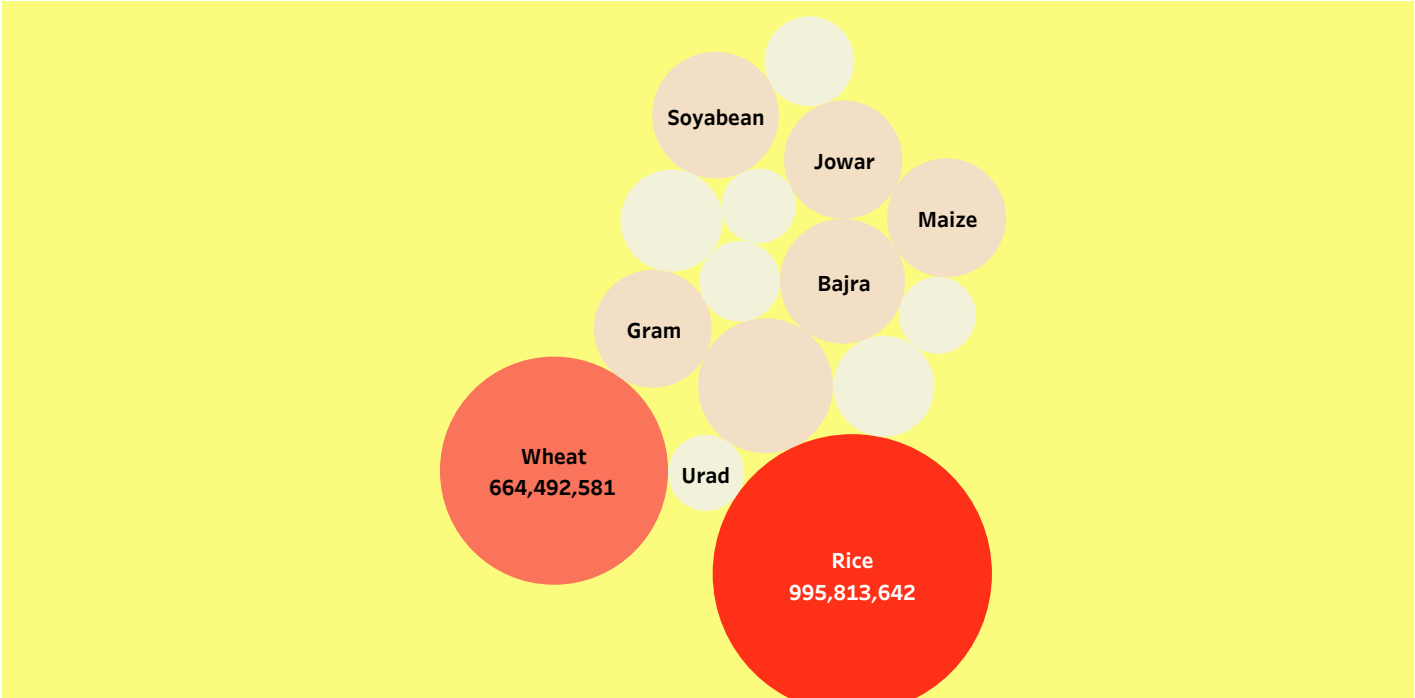 Soyabean
Jowar
Maize
Bajra
Gram
Wheat
664,492,581
Urad
Rice
995,813,642